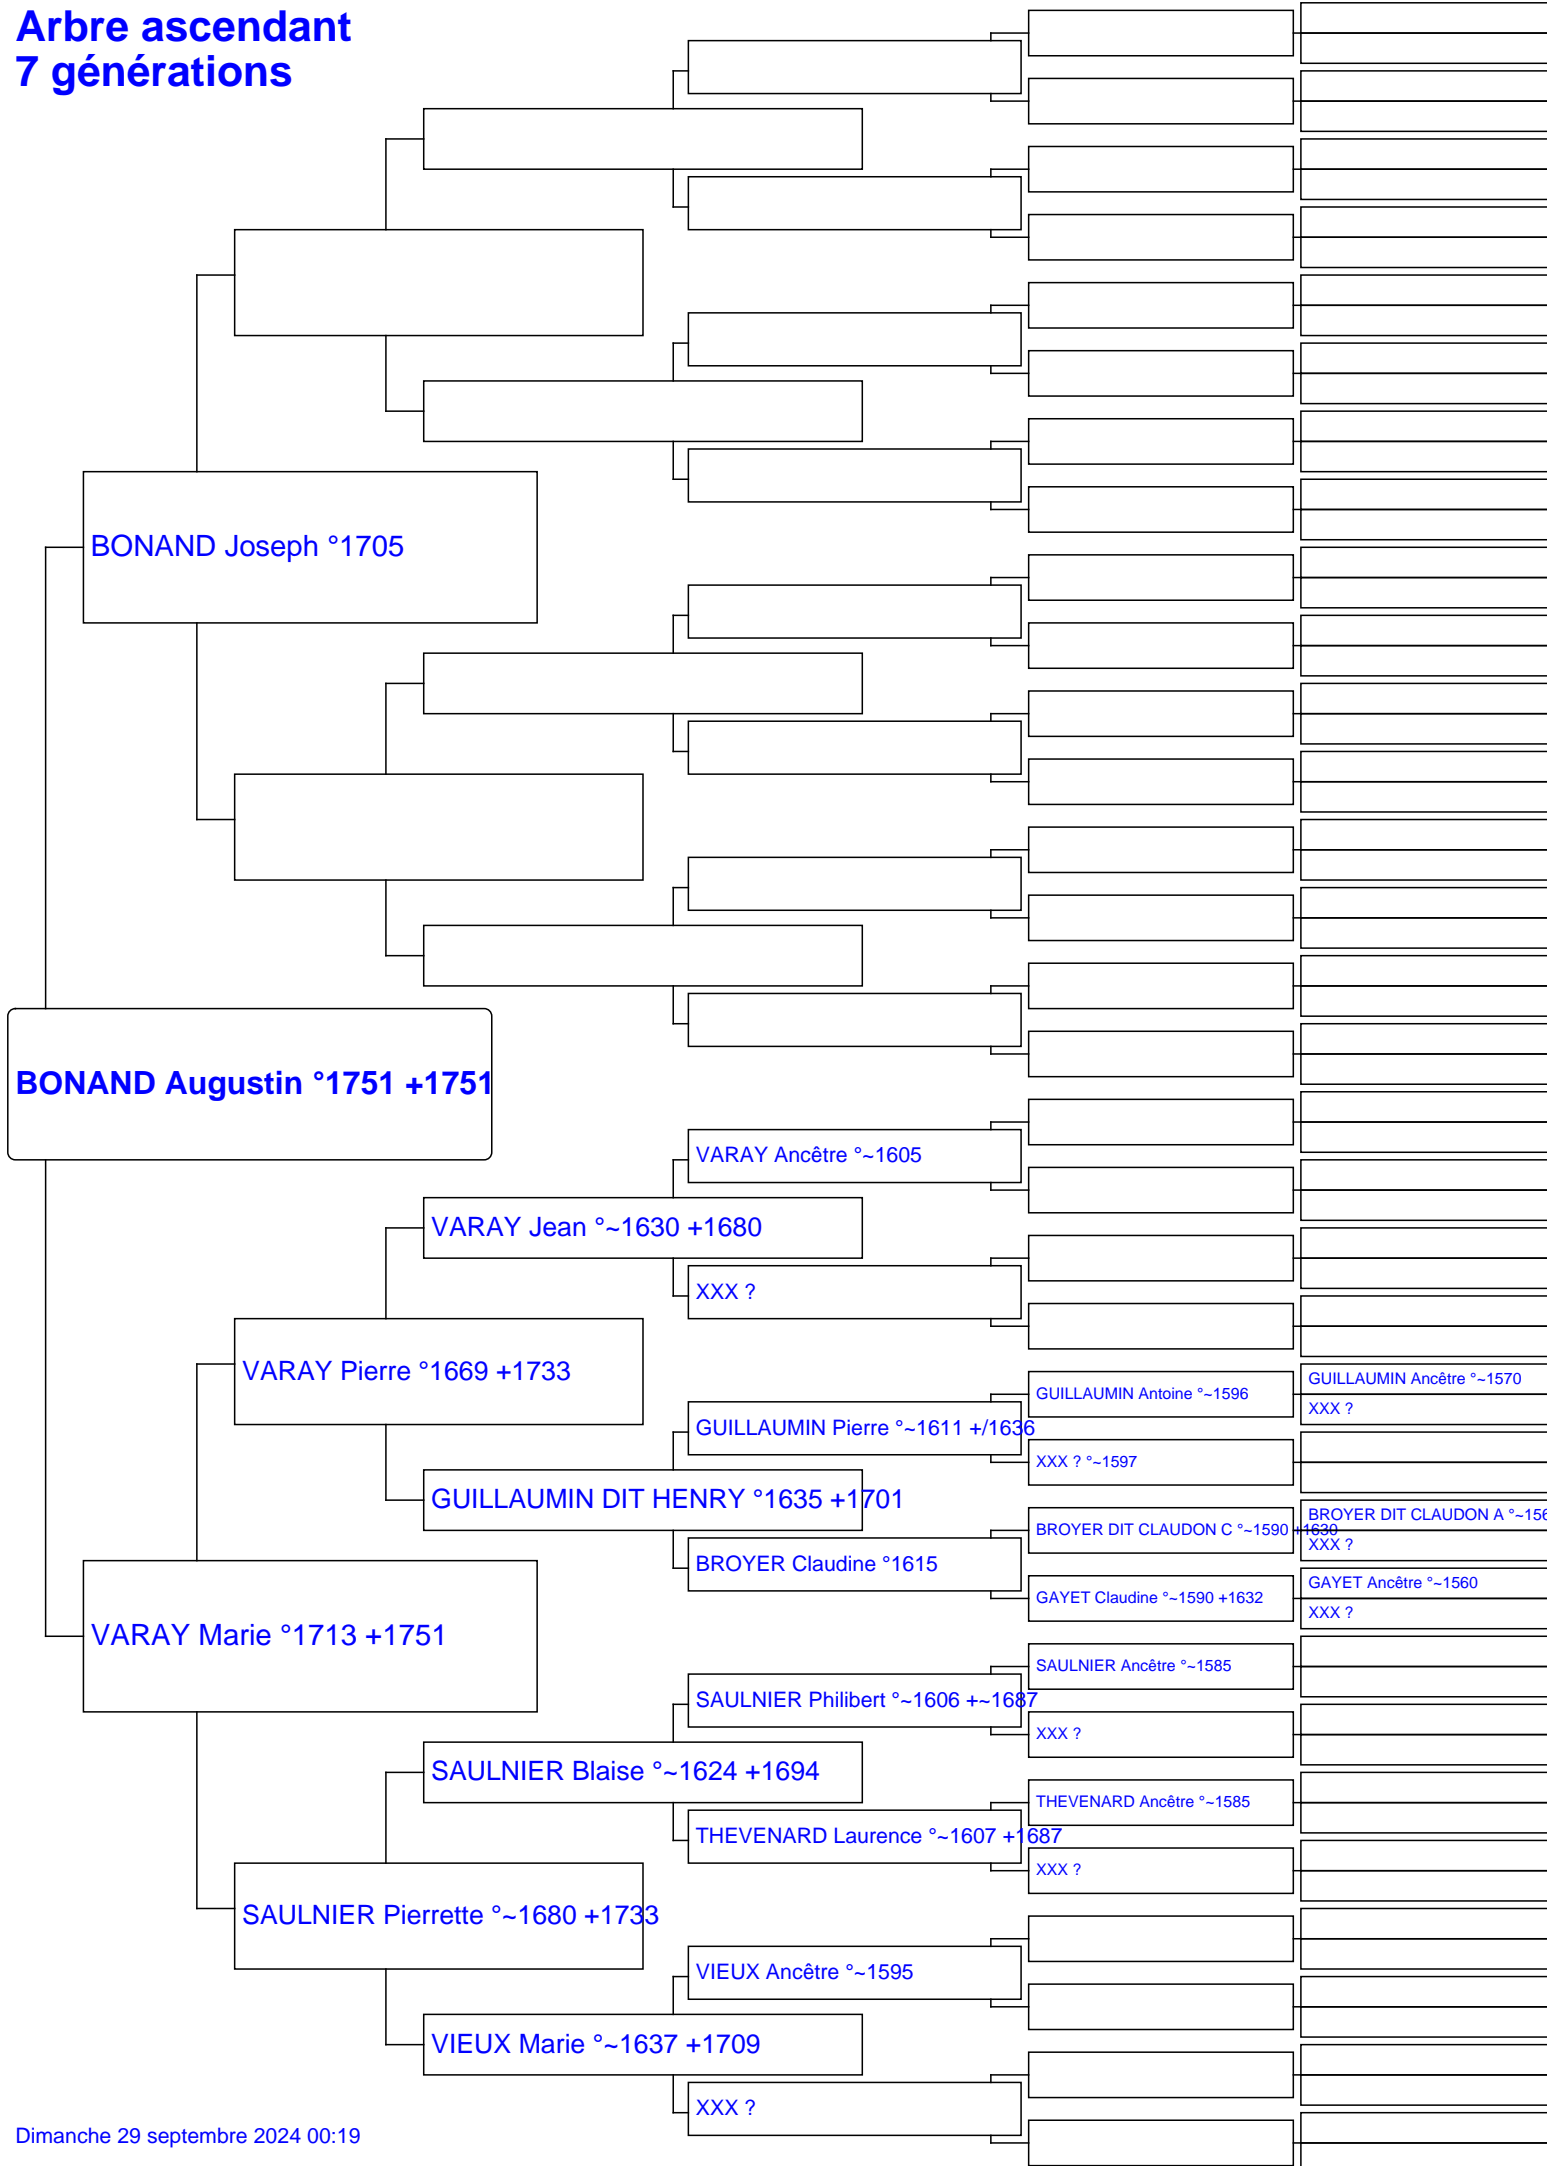 Arbre ascendant
7 générations
BONAND Joseph °1705
BONAND Augustin °1751 +1751
VARAY Ancêtre °~1605
VARAY Jean °~1630 +1680
XXX ?
VARAY Pierre °1669 +1733
GUILLAUMIN Ancêtre °~1570
GUILLAUMIN Antoine °~1596
XXX ?
GUILLAUMIN Pierre °~1611 +/1636
XXX ? °~1597
GUILLAUMIN DIT HENRY °1635 +1701
BROYER DIT CLAUDON A °~156
BROYER DIT CLAUDON C °~1590 +1630
XXX ?
BROYER Claudine °1615
GAYET Ancêtre °~1560
GAYET Claudine °~1590 +1632
XXX ?
VARAY Marie °1713 +1751
SAULNIER Ancêtre °~1585
SAULNIER Philibert °~1606 +~1687
XXX ?
SAULNIER Blaise °~1624 +1694
THEVENARD Ancêtre °~1585
THEVENARD Laurence °~1607 +1687
XXX ?
SAULNIER Pierrette °~1680 +1733
VIEUX Ancêtre °~1595
VIEUX Marie °~1637 +1709
XXX ?
Dimanche 29 septembre 2024 00:19